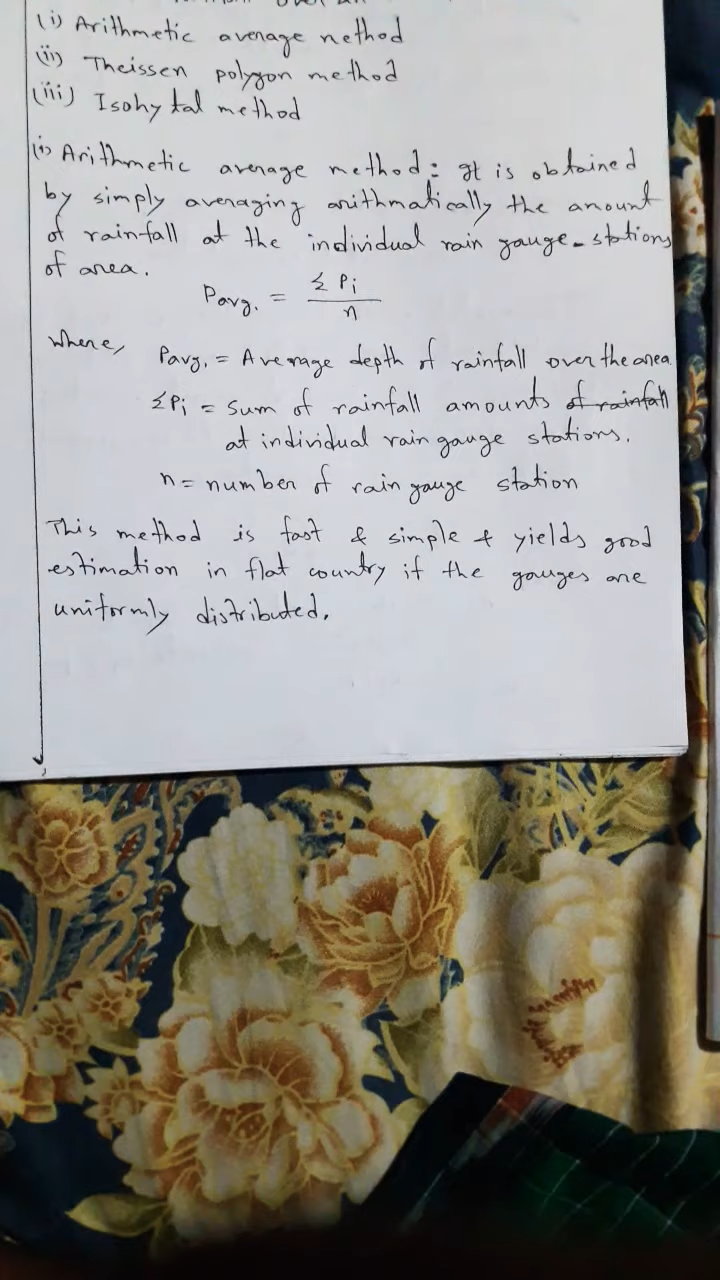 (i) Arithmetic average method
(ii) Theissen polygon method
(iii) Isohytal method
(i) Arithmetic average method: It is obtained
by simply averaging arithmatically the amount
of rainfall at the individual rain gauge-stations
of area.
Pavg. = ΣPi / n
where,
Pavg. = Average depth of rainfall over the area
ΣPi = sum of rainfall amounts of rainfall
at individual rain gauge stations.
n = number of rain gauge station
This method is fast & simple & yields good
estimation in flat country if the gauges are
uniformly distributed.